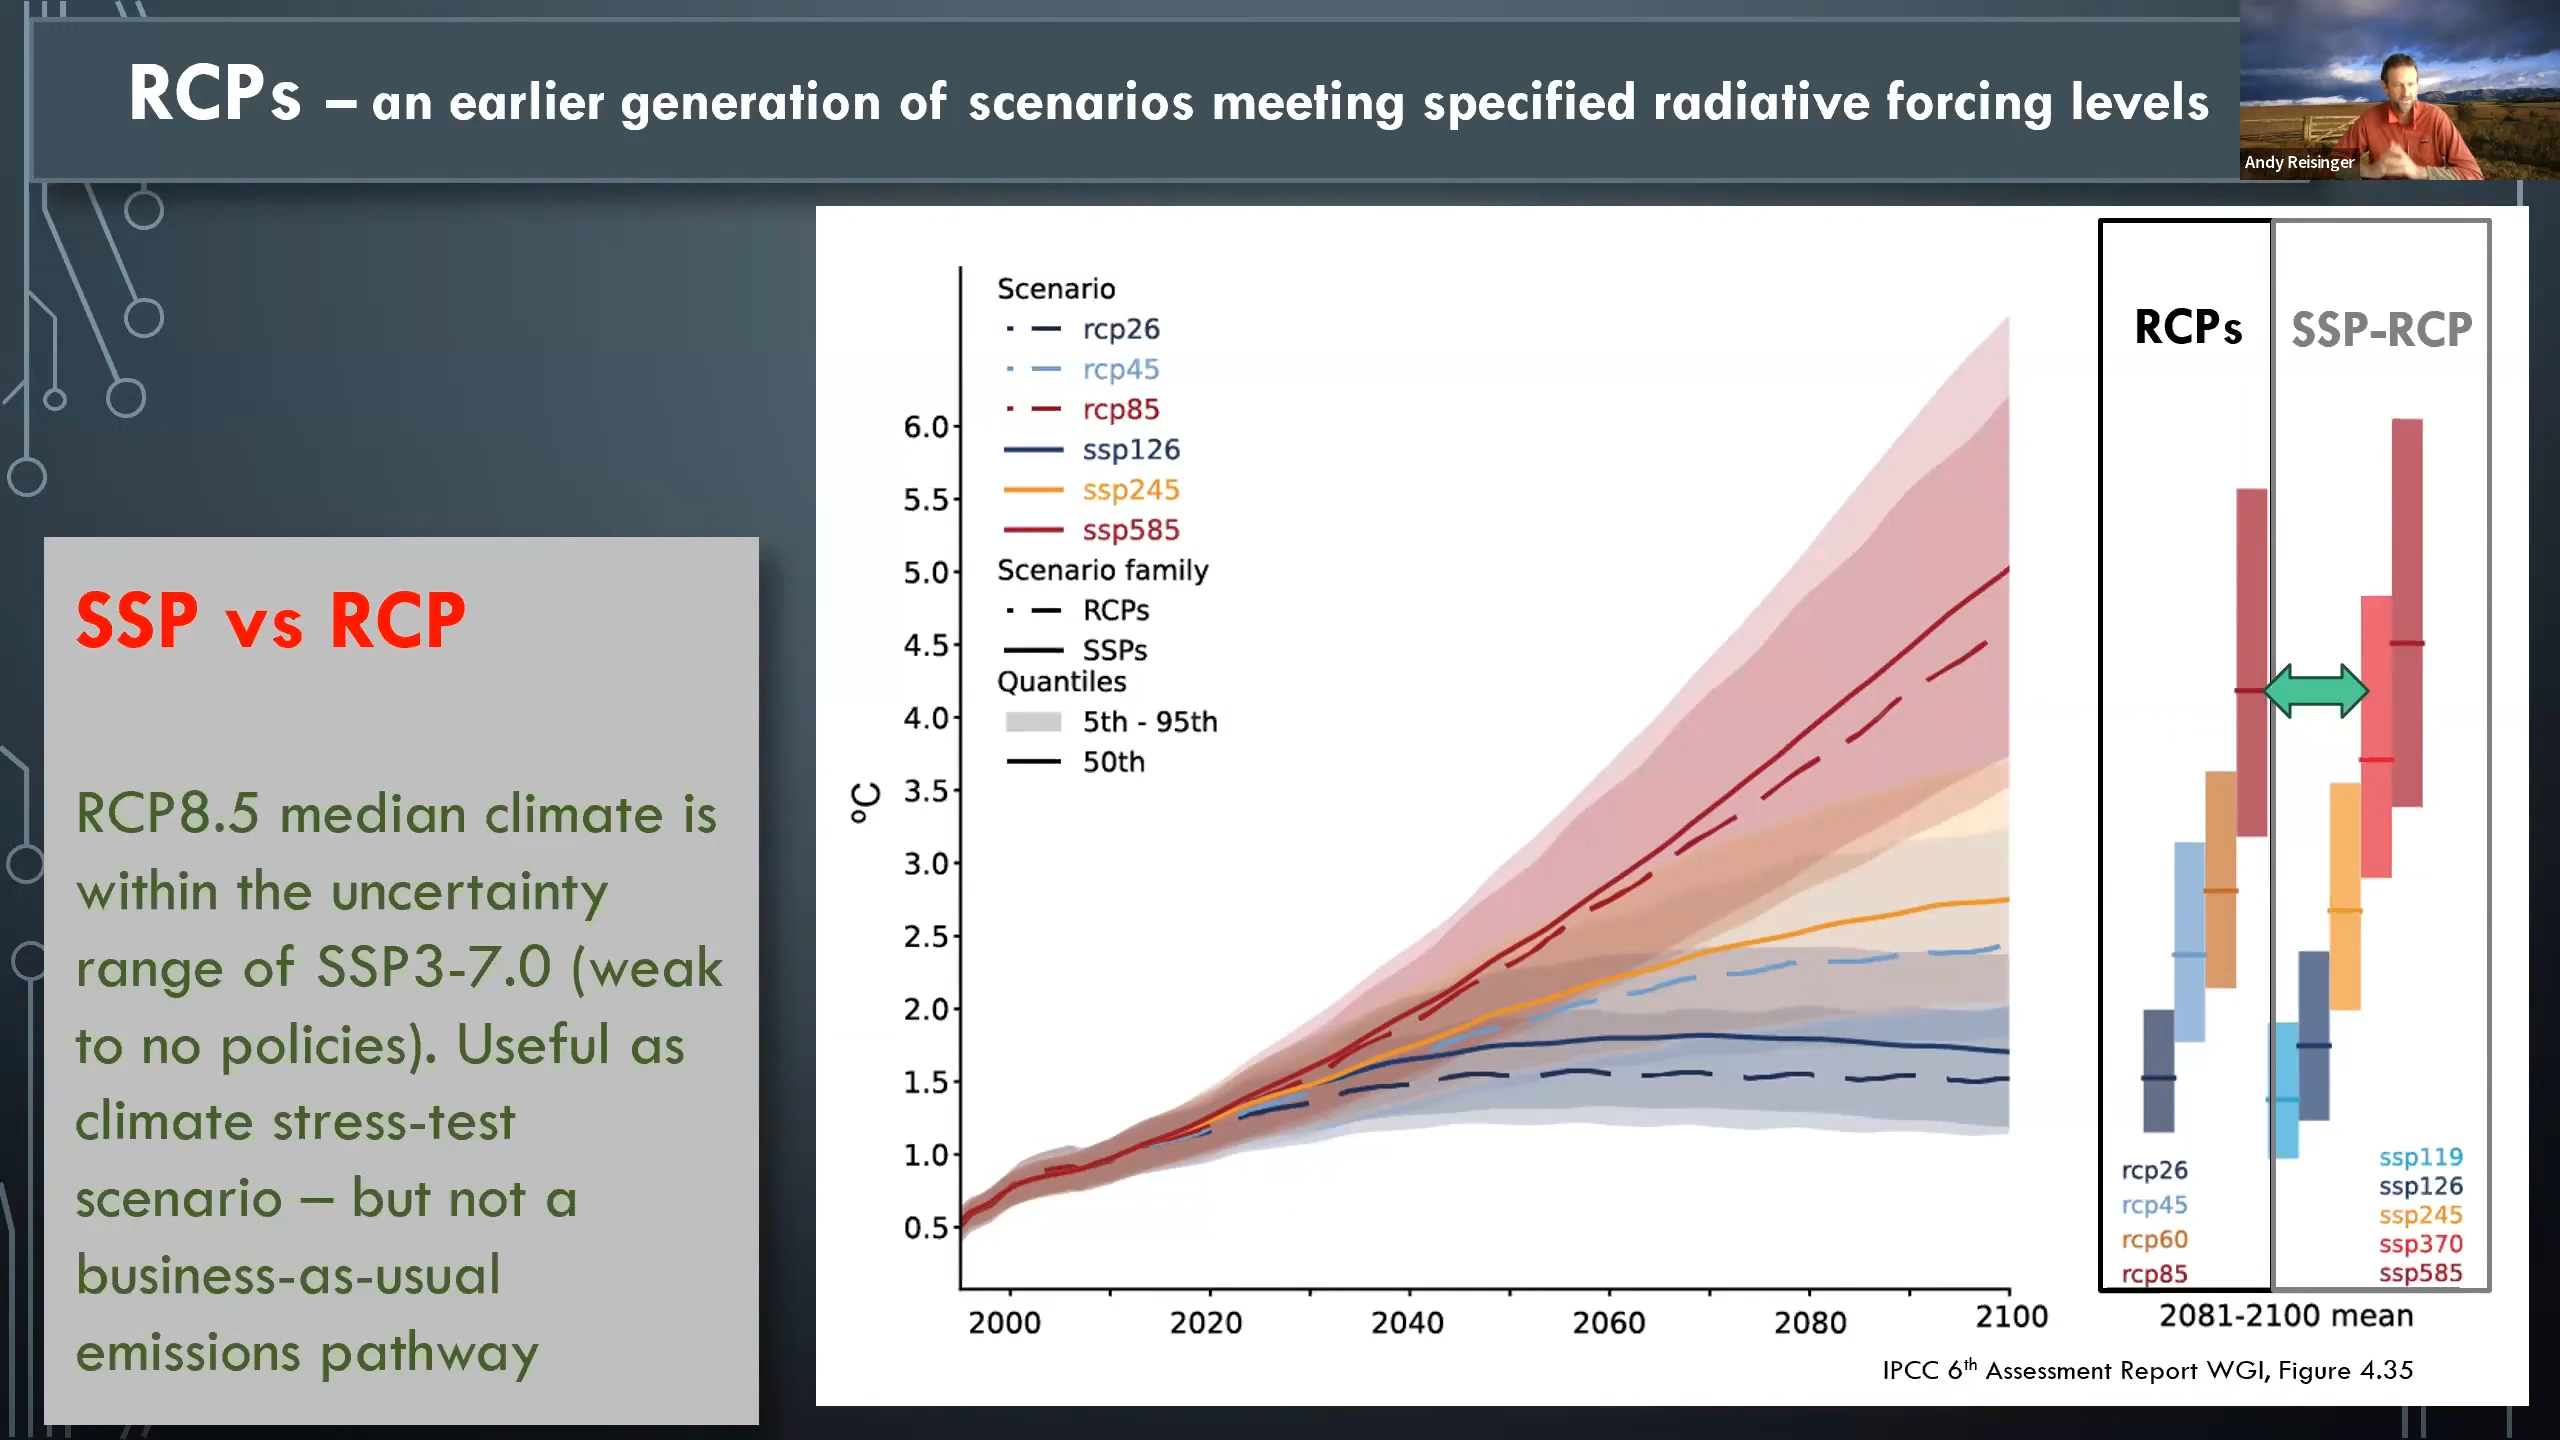 RCPs – an earlier generation of scenarios meeting specified radiative forcing levels
Andy Reisinger
SSP vs RCP
RCP8.5 median climate is
within the uncertainty
range of SSP3-7.0 (weak
to no policies). Useful as
climate stress-test
scenario – but not a
business-as-usual
emissions pathway
Scenario
rcp26
rcp45
rcp85
ssp126
ssp245
ssp585
Scenario family
RCPs
SSPs
Quantiles
5th - 95th
50th
°C
6.0
5.5
5.0
4.5
4.0
3.5
3.0
2.5
2.0
1.5
1.0
0.5
2000 2020 2040 2060 2080 2100
RCPs
SSP-RCP
rcp26
rcp45
rcp60
rcp85
ssp119
ssp126
ssp245
ssp370
ssp585
2081-2100 mean
IPCC 6th Assessment Report WGI, Figure 4.35